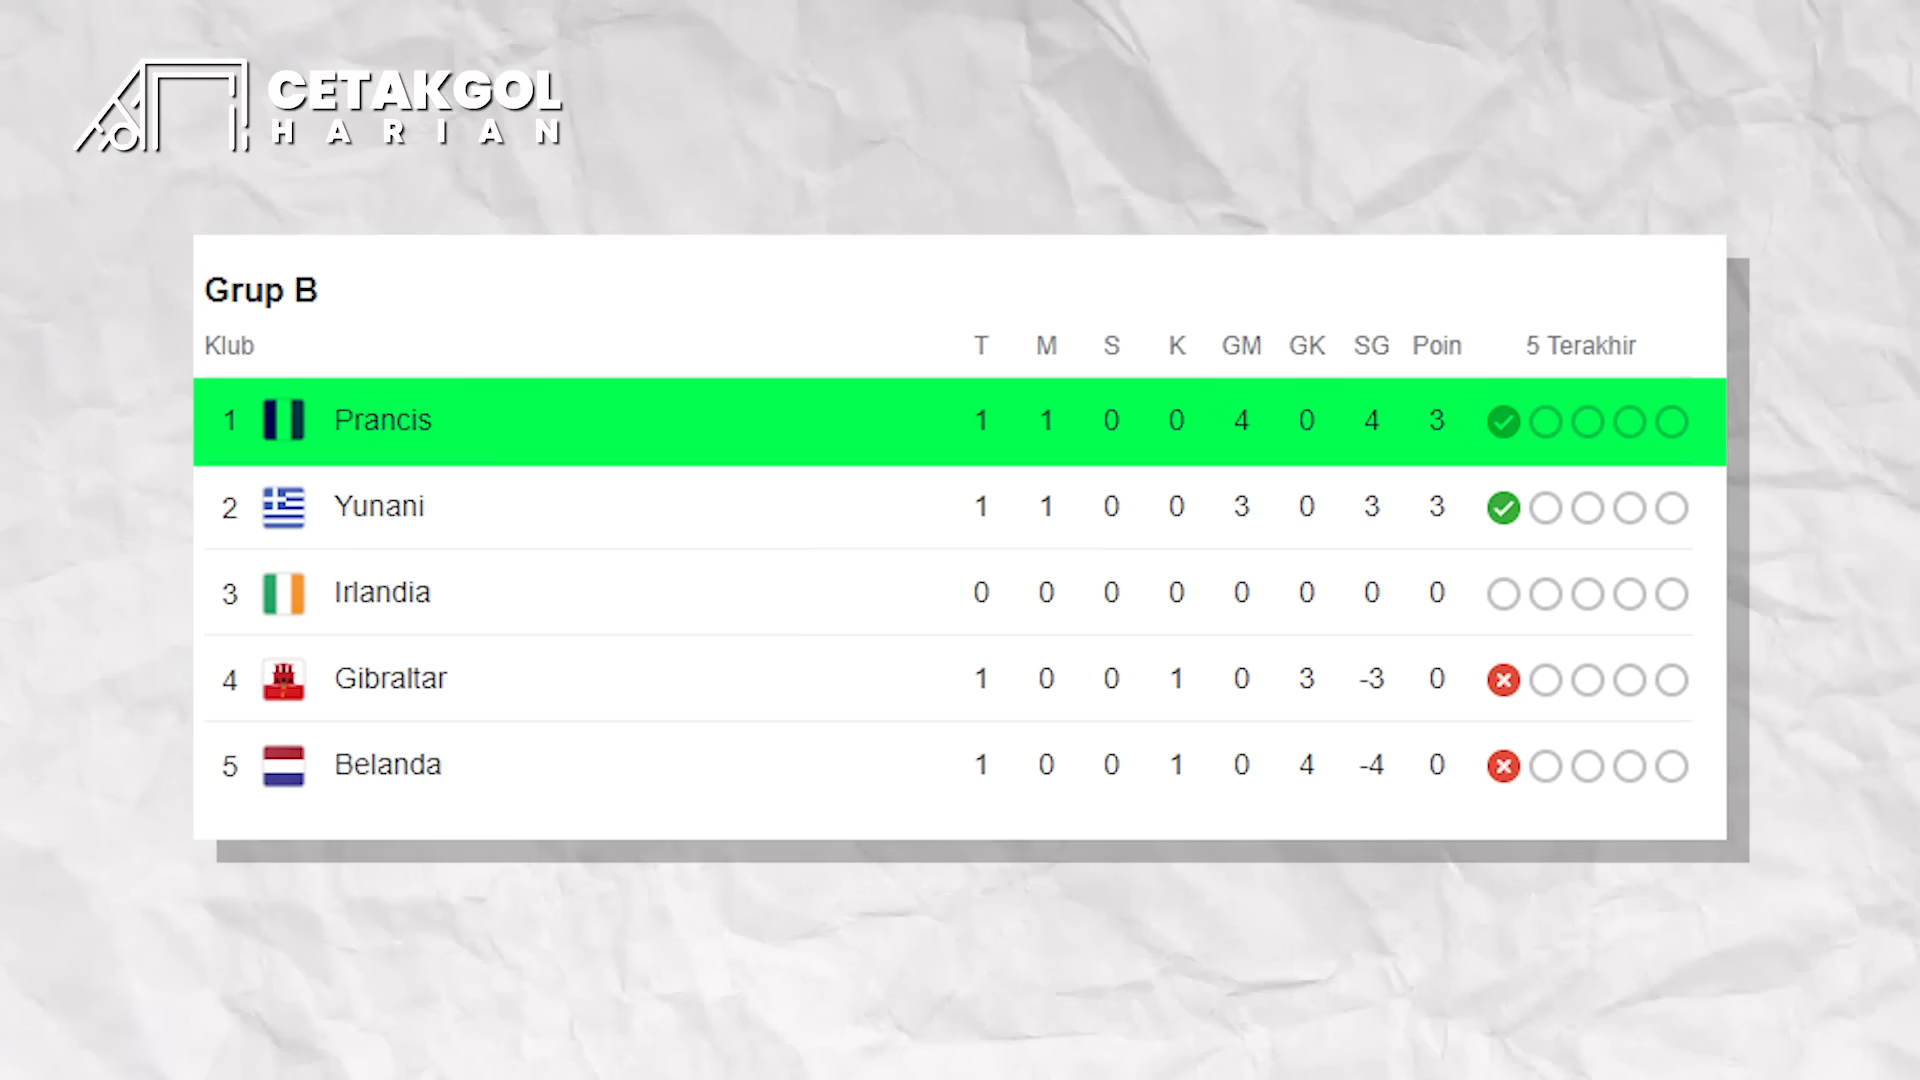 CETAKGOL
HARIAN
Grup B
Klub T M S K GM GK SG Poin 5 Terakhir
1 Prancis 1 1 0 0 4 0 4 3
2 Yunani 1 1 0 0 3 0 3 3
3 Irlandia 0 0 0 0 0 0 0 0
4 Gibraltar 1 0 0 1 0 3 -3 0
5 Belanda 1 0 0 1 0 4 -4 0